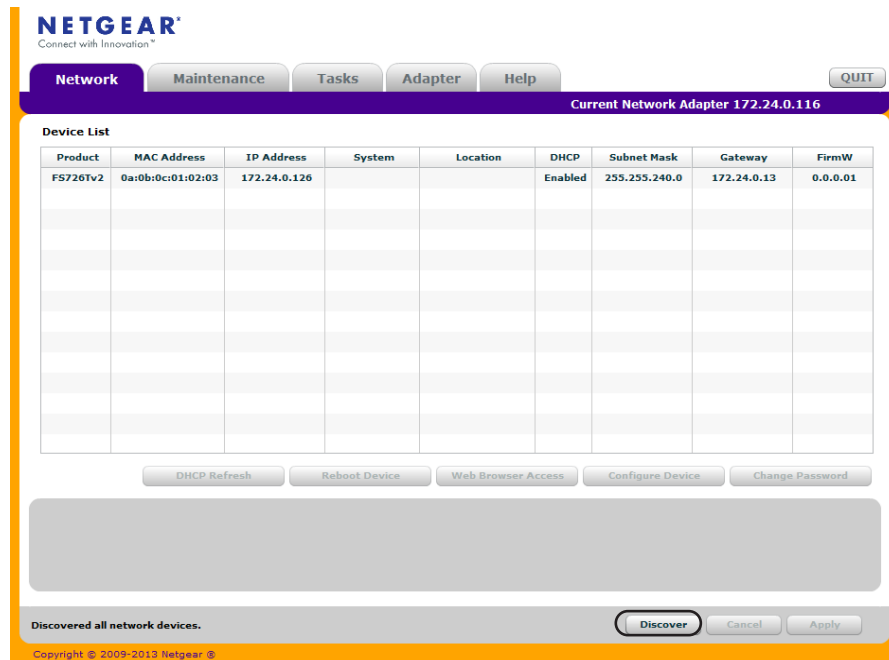 NETGEAR®
Connect with Innovation™
Network Maintenance Tasks Adapter Help QUIT
Current Network Adapter 172.24.0.116
Device List
Product MAC Address IP Address System Location DHCP Subnet Mask Gateway FirmW
FS726Tv2 0a:0b:0c:01:02:03 172.24.0.126 Enabled 255.255.240.0 172.24.0.13 0.0.0.01
DHCP Refresh Reboot Device Web Browser Access Configure Device Change Password
Discovered all network devices. Discover Cancel Apply
Copyright © 2009-2013 Netgear ®